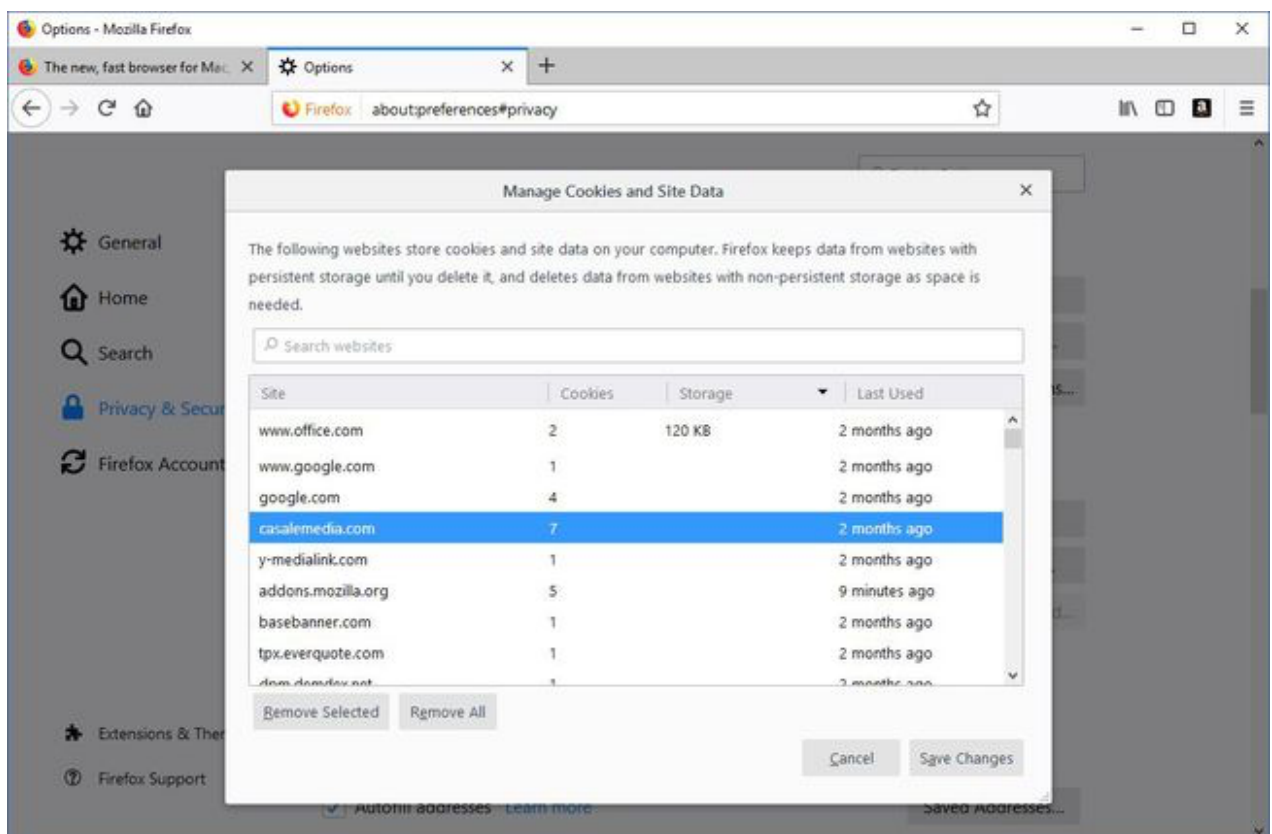 Options - Mozilla Firefox
The new, fast browser for Mac,
Options
Firefox about:preferences#privacy
Manage Cookies and Site Data
General
Home
Search
Privacy & Secur
Firefox Account
The following websites store cookies and site data on your computer. Firefox keeps data from websites with
persistent storage until you delete it, and deletes data from websites with non-persistent storage as space is
needed.
Search websites
Site Cookies Storage Last Used
www.office.com 2 120 KB 2 months ago
www.google.com 1 2 months ago
google.com 4 2 months ago
casalemedia.com 7 2 months ago
y-medialink.com 1 2 months ago
addons.mozilla.org 5 9 minutes ago
basebanner.com 1 2 months ago
tpx.everquote.com 1 2 months ago
dpm.demdex.net 1 2 months ago
Remove Selected Remove All
Cancel Save Changes
Extensions & Ther
Firefox Support
Autofill addresses Learn more Saved Addresses...